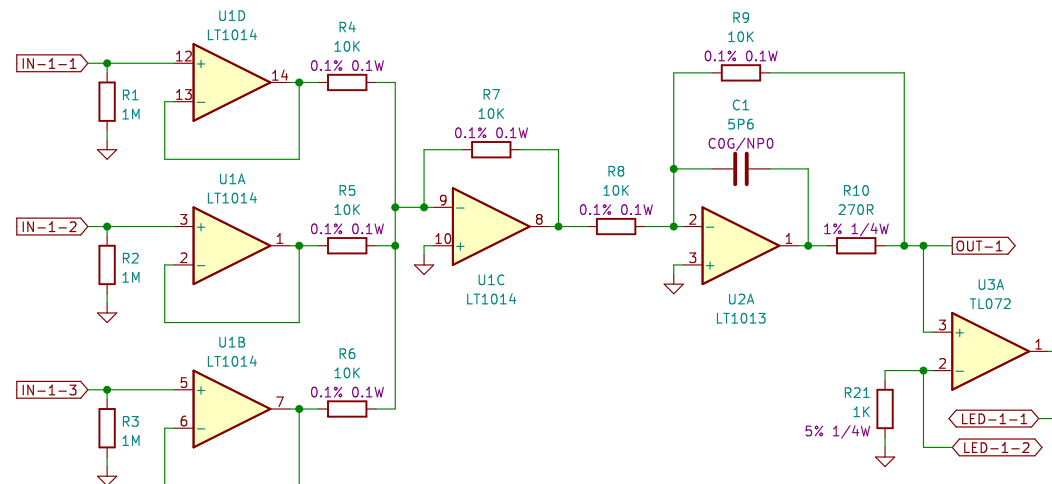 U1D
LT1014
IN-1-1
12
+
13
−
14
R1
1M
R4
10K
0.1% 0.1W
U1A
LT1014
IN-1-2
3
+
2
−
1
R2
1M
R5
10K
0.1% 0.1W
U1B
LT1014
IN-1-3
5
+
6
−
7
R3
1M
R6
10K
0.1% 0.1W
R7
10K
0.1% 0.1W
9
−
10
+
8
U1C
LT1014
R8
10K
0.1% 0.1W
R9
10K
0.1% 0.1W
C1
5P6
C0G/NP0
2
−
3
+
1
U2A
LT1013
R10
270R
1% 1/4W
OUT-1
U3A
TL072
3
+
2
−
1
R21
1K
5% 1/4W
LED-1-1
LED-1-2